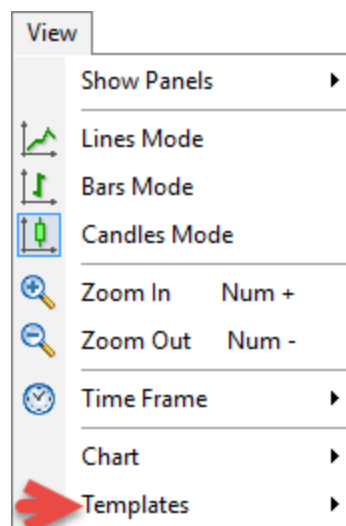 View
Show Panels
Lines Mode
Bars Mode
Candles Mode
Zoom In Num +
Zoom Out Num -
Time Frame
Chart
Templates